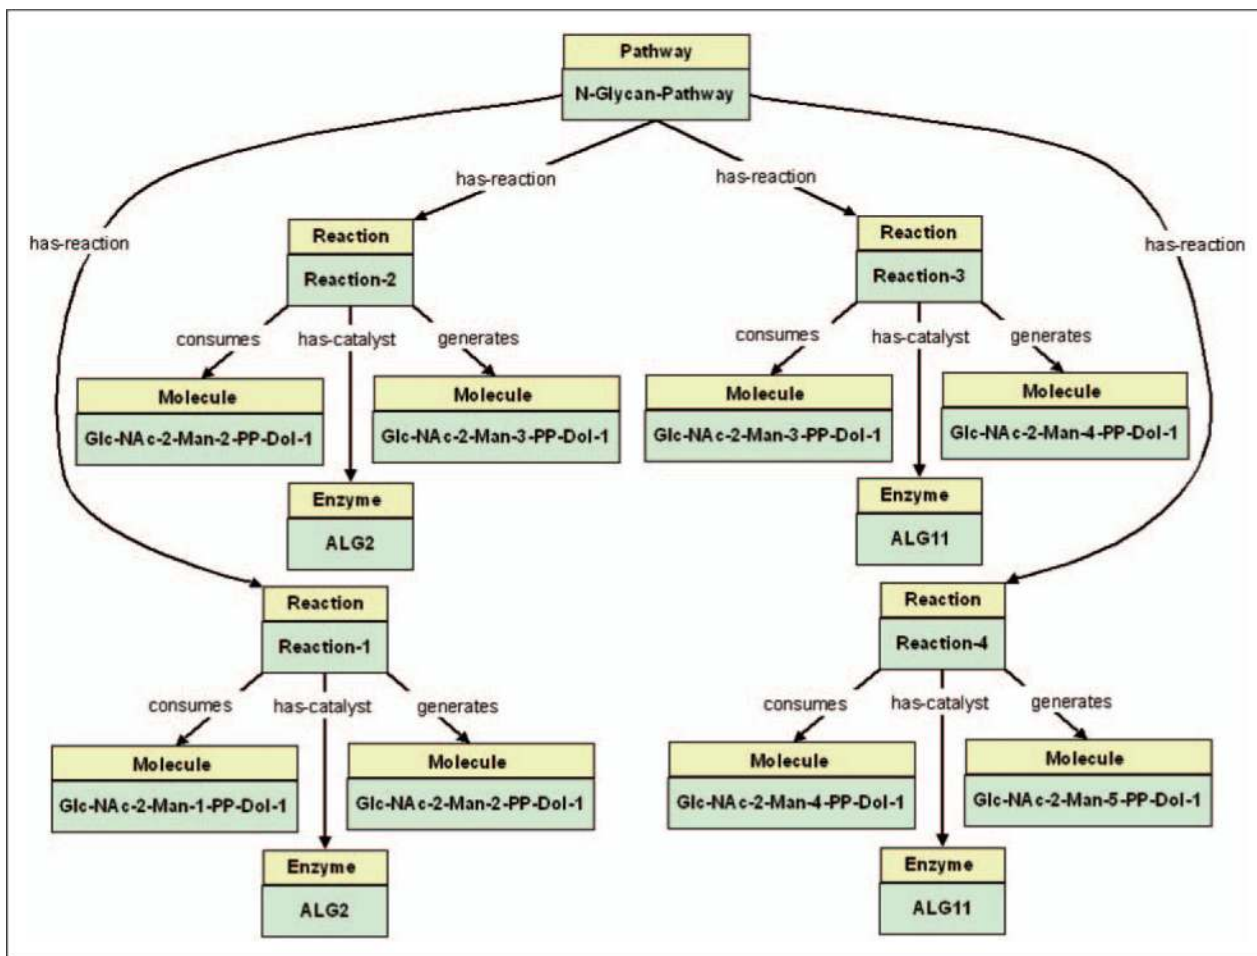 Pathway
N-Glycan-Pathway
has-reaction
has-reaction
has-reaction
has-reaction
Reaction
Reaction-2
consumes
has-catalyst
generates
Molecule
Glc-NAc-2-Man-2-PP-Dol-1
Molecule
Glc-NAc-2-Man-3-PP-Dol-1
Enzyme
ALG2
Reaction
Reaction-3
consumes
has-catalyst
generates
Molecule
Glc-NAc-2-Man-3-PP-Dol-1
Molecule
Glc-NAc-2-Man-4-PP-Dol-1
Enzyme
ALG11
Reaction
Reaction-1
consumes
has-catalyst
generates
Molecule
Glc-NAc-2-Man-1-PP-Dol-1
Molecule
Glc-NAc-2-Man-2-PP-Dol-1
Enzyme
ALG2
Reaction
Reaction-4
consumes
has-catalyst
generates
Molecule
Glc-NAc-2-Man-4-PP-Dol-1
Molecule
Glc-NAc-2-Man-5-PP-Dol-1
Enzyme
ALG11